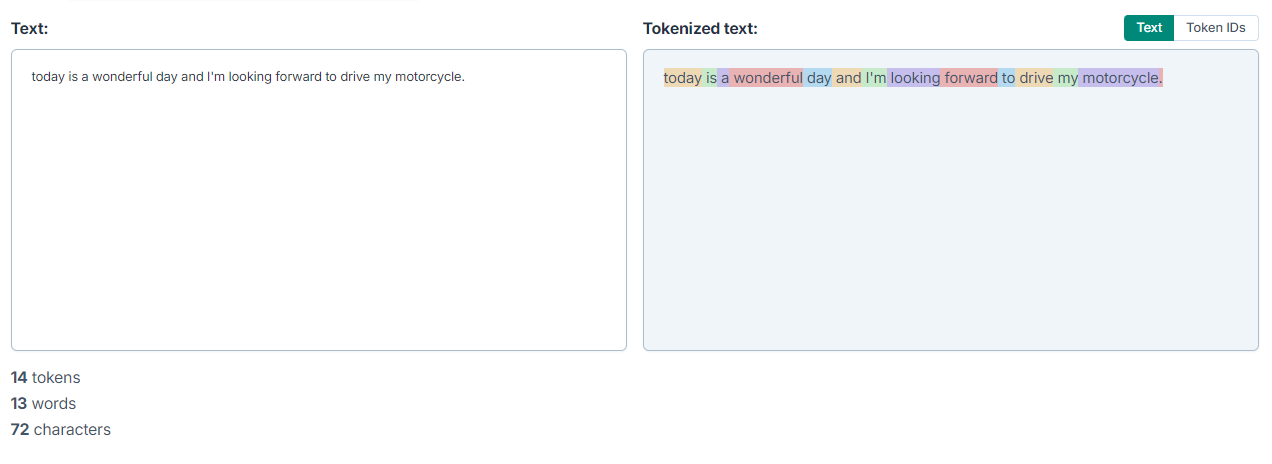 Text:
Tokenized text:
Text
Token IDs
today is a wonderful day and I'm looking forward to drive my motorcycle.
today is a wonderful day and I'm looking forward to drive my motorcycle.
14 tokens
13 words
72 characters